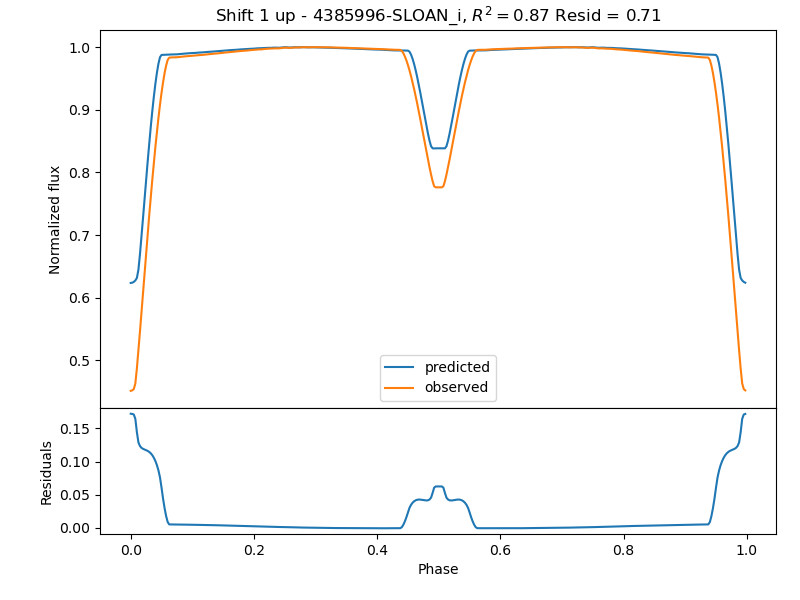 Shift 1 up - 4385996-SLOAN_i, R² = 0.87 Resid = 0.71
1.0
0.9
0.8
0.7
0.6
0.5
Normalized flux
predicted
observed
0.15
0.10
0.05
0.00
Residuals
0.0 0.2 0.4 0.6 0.8 1.0
Phase